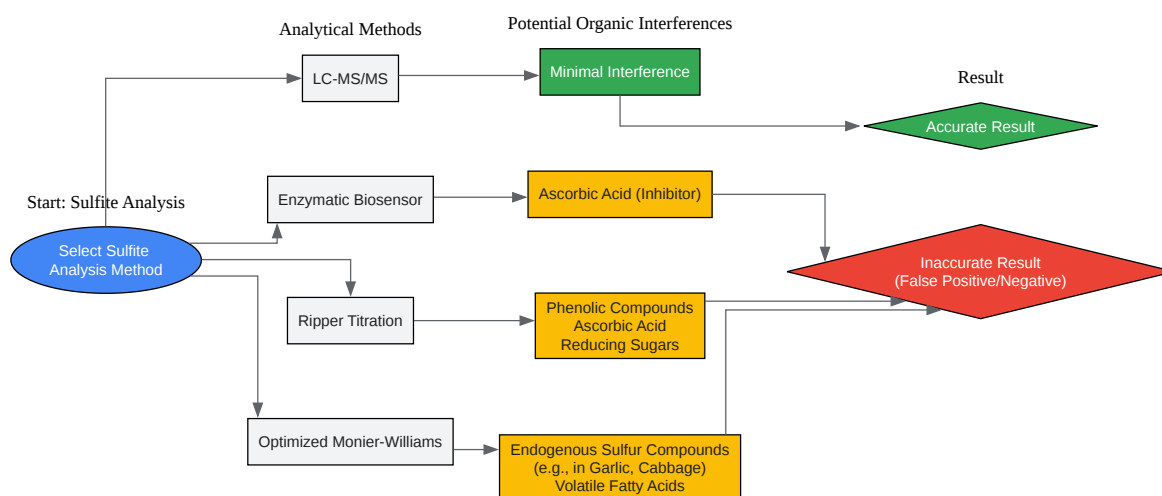 Analytical Methods
Potential Organic Interferences
LC-MS/MS
Minimal Interference
Result
Accurate Result
Start: Sulfite Analysis
Enzymatic Biosensor
Ascorbic Acid (Inhibitor)
Select Sulfite
Analysis Method
Inaccurate Result
(False Positive/Negative)
Ripper Titration
Phenolic Compounds
Ascorbic Acid
Reducing Sugars
Optimized Monier-Williams
Endogenous Sulfur Compounds
(e.g., in Garlic, Cabbage)
Volatile Fatty Acids